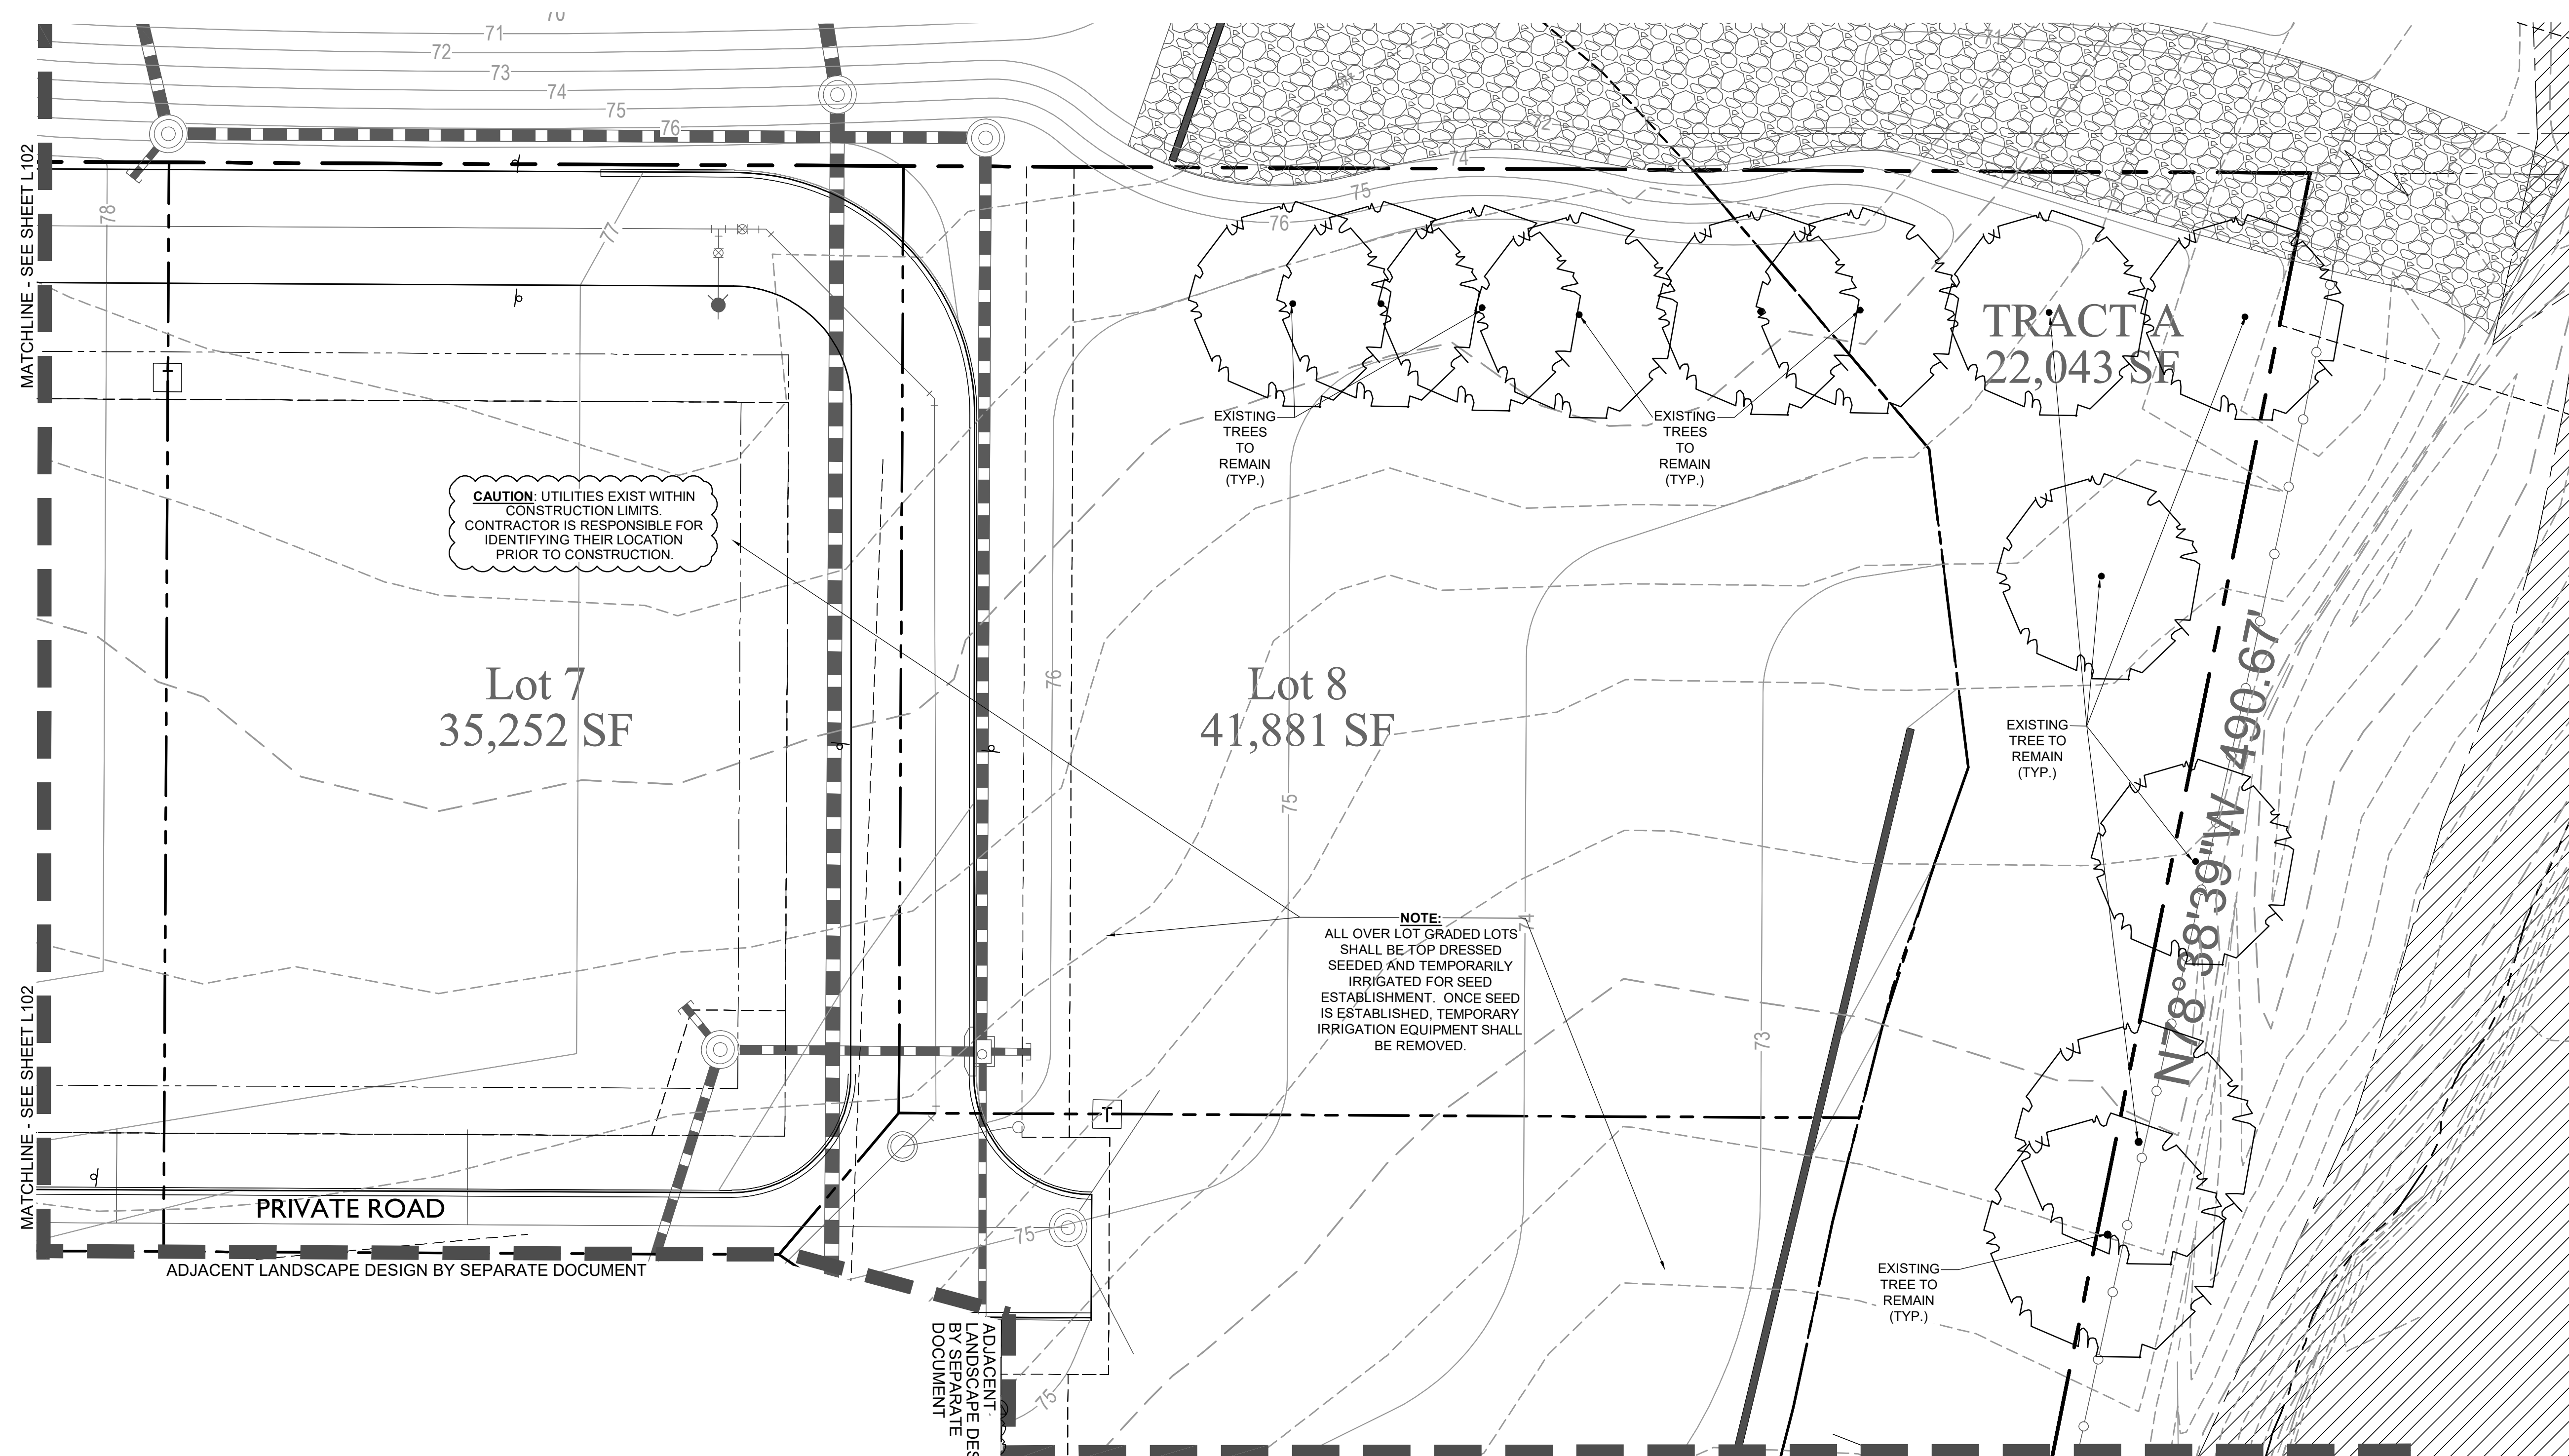 71
72
73
74
75
76
71
72
74
75
76
MATCHLINE - SEE SHEET L102
78
77
TRACT A
22,043 SF
T
EXISTING
TREES
TO
REMAIN
(TYP.)
EXISTING
TREES
TO
REMAIN
(TYP.)
CAUTION: UTILITIES EXIST WITHIN
CONSTRUCTION LIMITS.
CONTRACTOR IS RESPONSIBLE FOR
IDENTIFYING THEIR LOCATION
PRIOR TO CONSTRUCTION.
Lot 7
35,252 SF
76
Lot 8
41,881 SF
75
EXISTING
TREE TO
REMAIN
(TYP.)
N78°38'39"W 490.67'
NOTE:
ALL OVER LOT GRADED LOTS
SHALL BE TOP DRESSED
SEEDED AND TEMPORARILY
IRRIGATED FOR SEED
ESTABLISHMENT. ONCE SEED
IS ESTABLISHED, TEMPORARY
IRRIGATION EQUIPMENT SHALL
BE REMOVED.
74
73
MATCHLINE - SEE SHEET L102
T
PRIVATE ROAD
75
ADJACENT LANDSCAPE DESIGN BY SEPARATE DOCUMENT
EXISTING
TREE TO
REMAIN
(TYP.)
ADJACENT
LANDSCAPE DES
BY SEPARATE
DOCUMENT
75